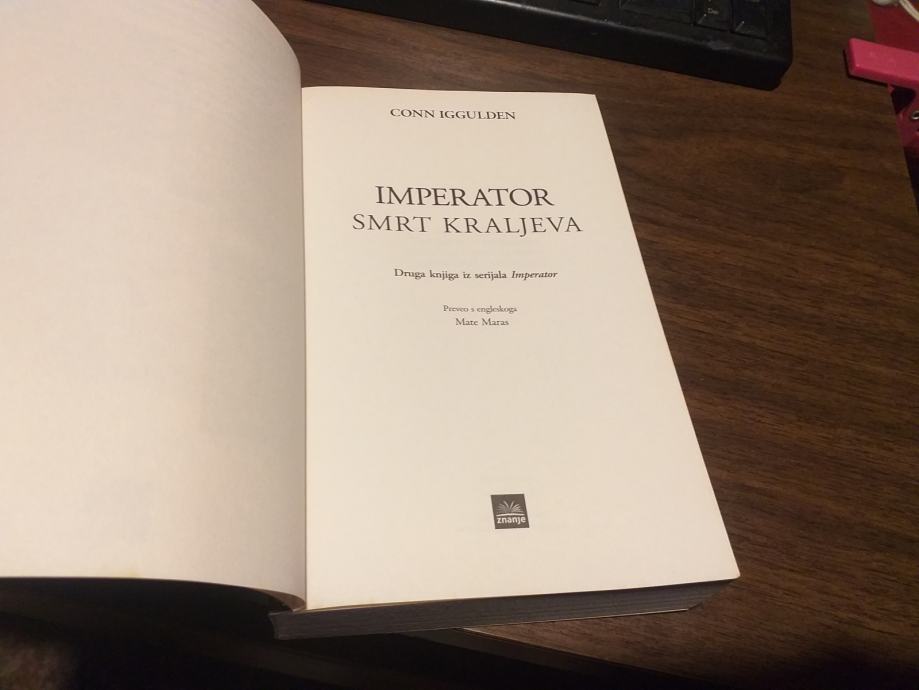 CONN IGGULDEN
IMPERATOR
SMRT KRALJEVA
Druga knjiga iz serijala Imperator
Preveo s engleskoga
Mate Maras
znanje